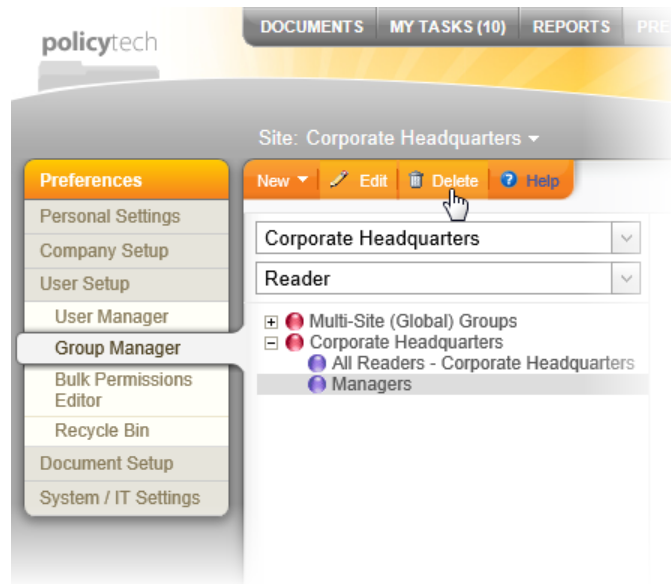 policytech
DOCUMENTS MY TASKS (10) REPORTS PRE
Site: Corporate Headquarters
Preferences
New Edit Delete Help
Personal Settings
Company Setup
User Setup
User Manager
Group Manager
Bulk Permissions
Editor
Recycle Bin
Document Setup
System / IT Settings
Corporate Headquarters
Reader
Multi-Site (Global) Groups
Corporate Headquarters
All Readers - Corporate Headquarters
Managers